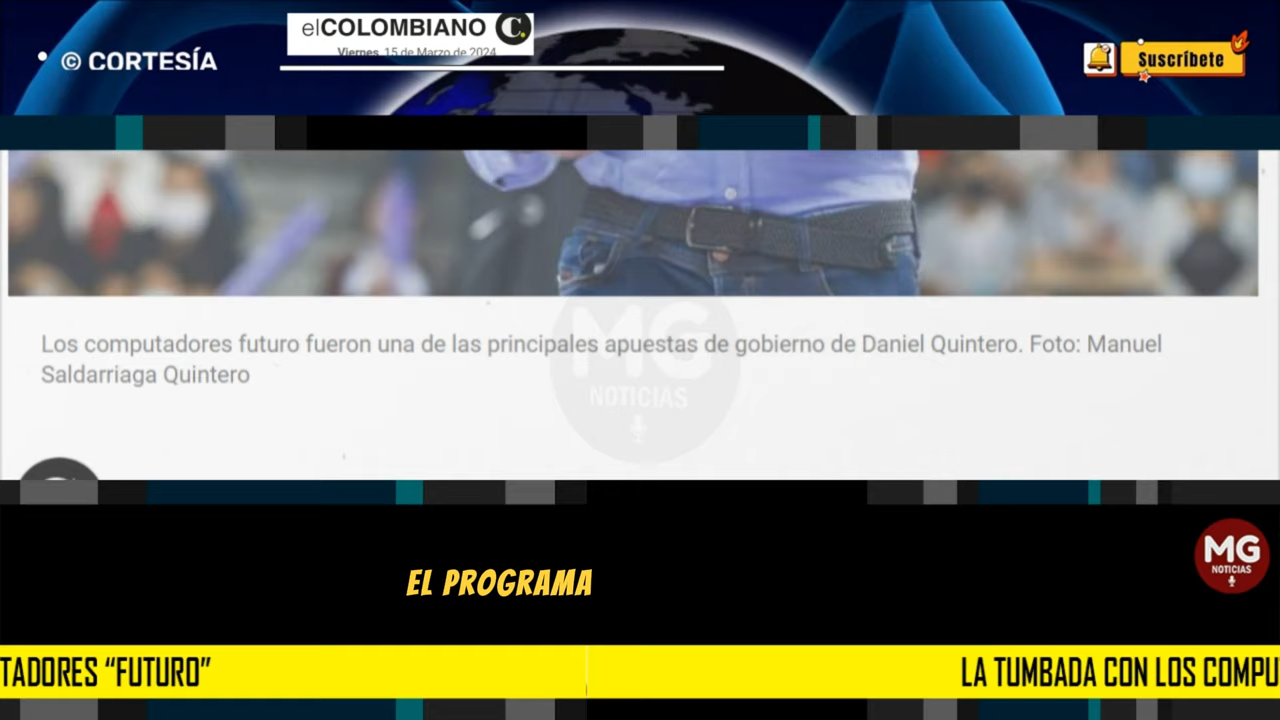 elCOLOMBIANO
Viernes, 15 de Marzo de 2024
© CORTESÍA
Suscríbete
Los computadores futuro fueron una de las principales apuestas de gobierno de Daniel Quintero. Foto: Manuel
Saldarriaga Quintero
MG
NOTICIAS
EL PROGRAMA
MG
NOTICIAS
TADORES “FUTURO”
LA TUMBADA CON LOS COMPU